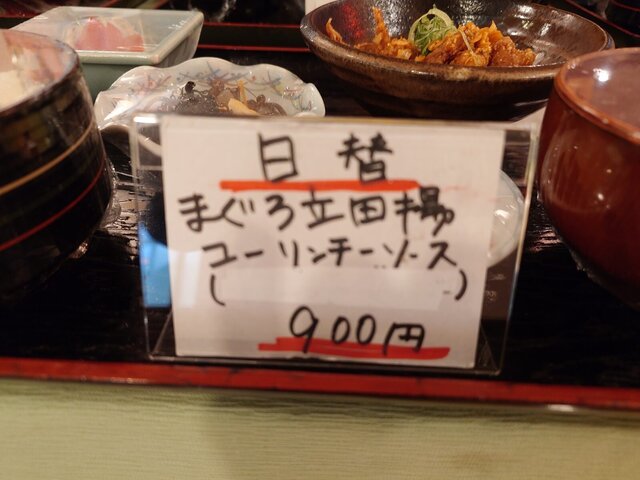 日替
まぐろ立田揚
ユーリンチーソース
(　　　　)
900円